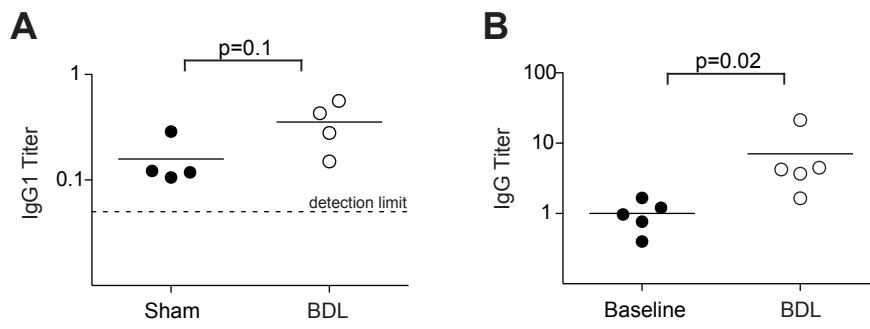 A
p=0.1
1
0.1
IgG1 Titer
detection limit
Sham BDL
B
p=0.02
100
10
1
IgG Titer
Baseline BDL